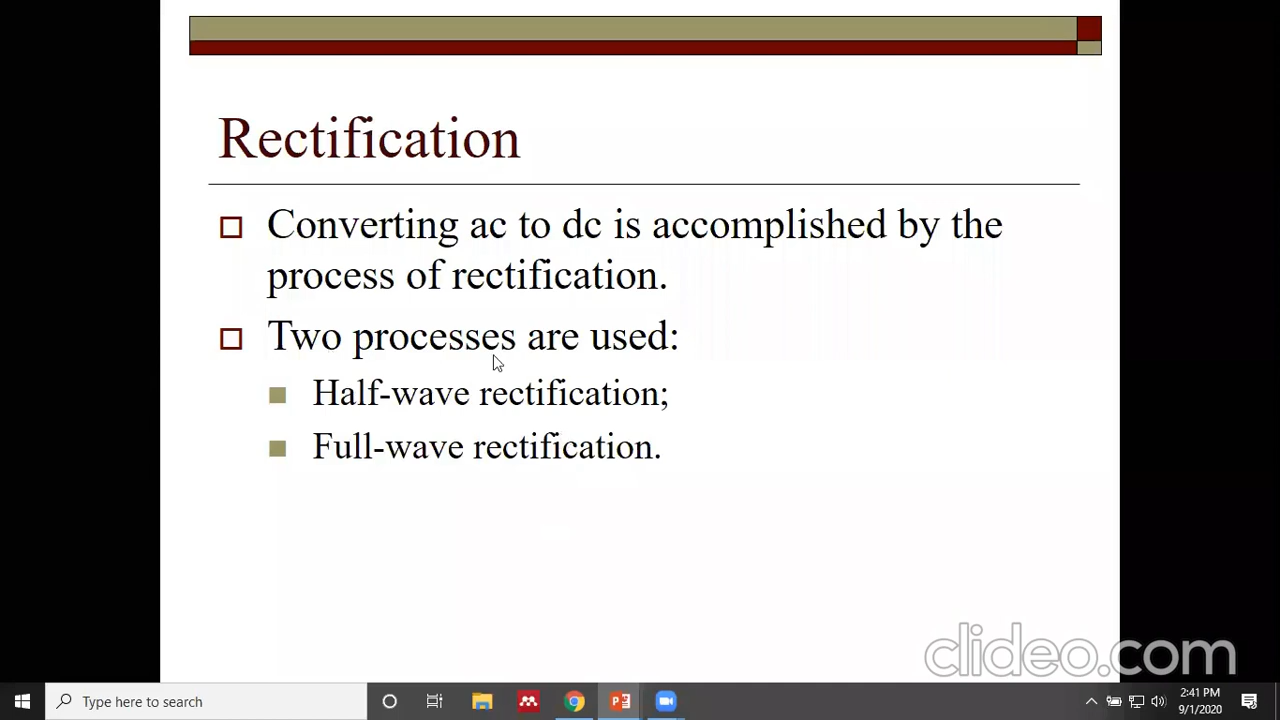 Rectification
Converting ac to dc is accomplished by the
process of rectification.
Two processes are used:
Half-wave rectification;
Full-wave rectification.
clideo.com
Type here to search
2:41 PM
9/1/2020